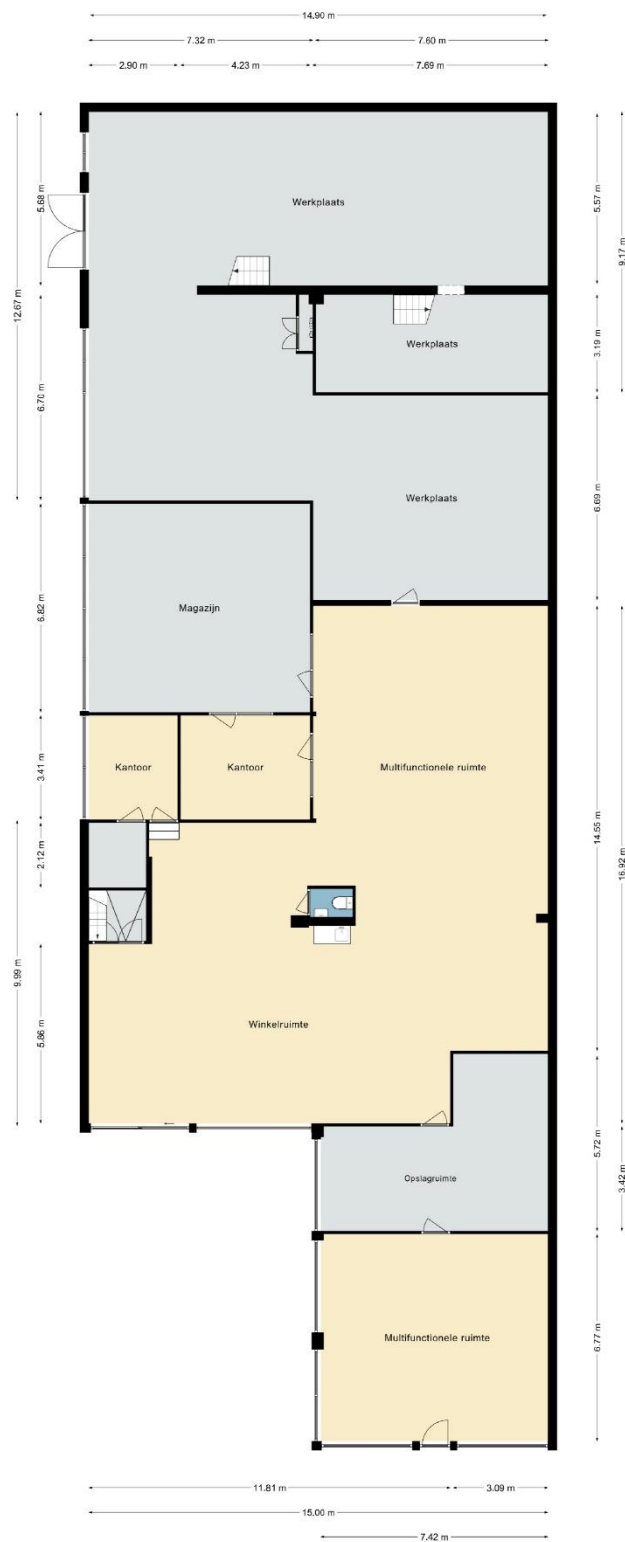 14.90 m
7.32 m
7.60 m
2.90 m
4.23 m
7.69 m
5.68 m
12.67 m
6.70 m
6.82 m
3.41 m
2.12 m
9.99 m
5.86 m
Werkplaats
Werkplaats
Werkplaats
Magazijn
Kantoor
Kantoor
Multifunctionele ruimte
Winkelruimte
Opslagruimte
Multifunctionele ruimte
5.57 m
9.17 m
3.19 m
6.69 m
14.55 m
16.92 m
5.72 m
3.42 m
6.77 m
11.81 m
3.09 m
15.00 m
7.42 m